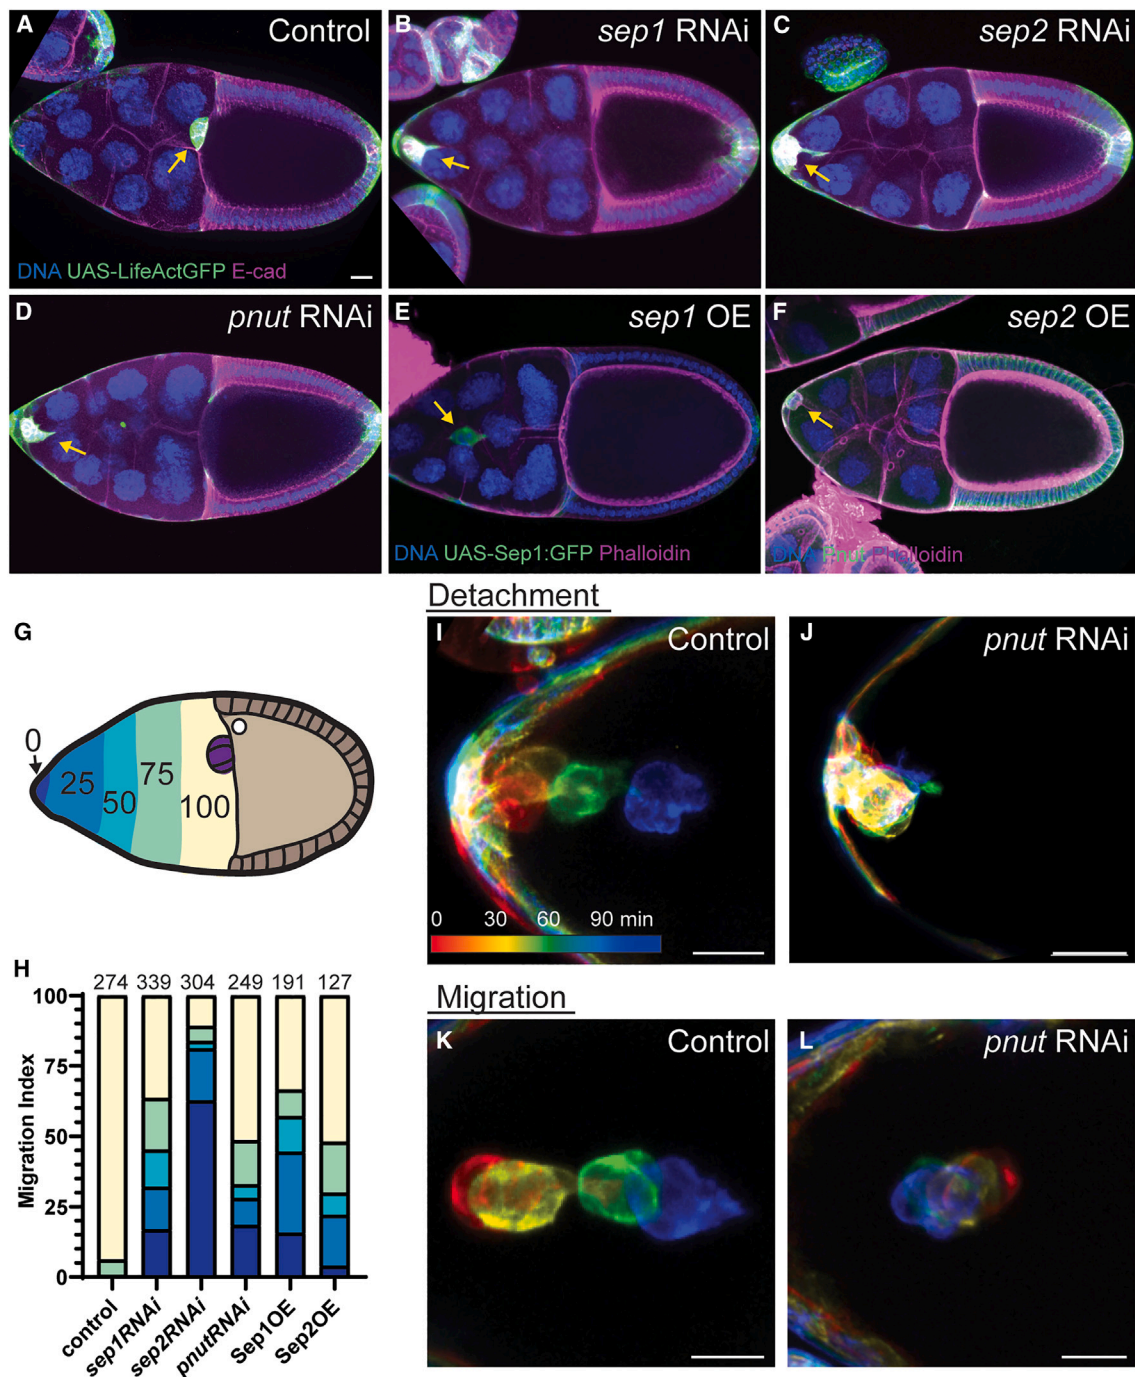 A
Control
DNA UAS-LifeActGFP E-cad
B
sep1 RNAi
C
sep2 RNAi
D
pnut RNAi
E
sep1 OE
DNA UAS-Sep1:GFP Phalloidin
F
sep2 OE
DNA Pnut Phalloidin
G
0
25
50
75
100
Detachment
I
Control
0 30 60 90 min
J
pnut RNAi
H
274 339 304 249 191 127
Migration Index
100
75
50
25
0
control
sep1RNAi
sep2RNAi
pnutRNAi
Sep1OE
Sep2OE
Migration
K
Control
L
pnut RNAi